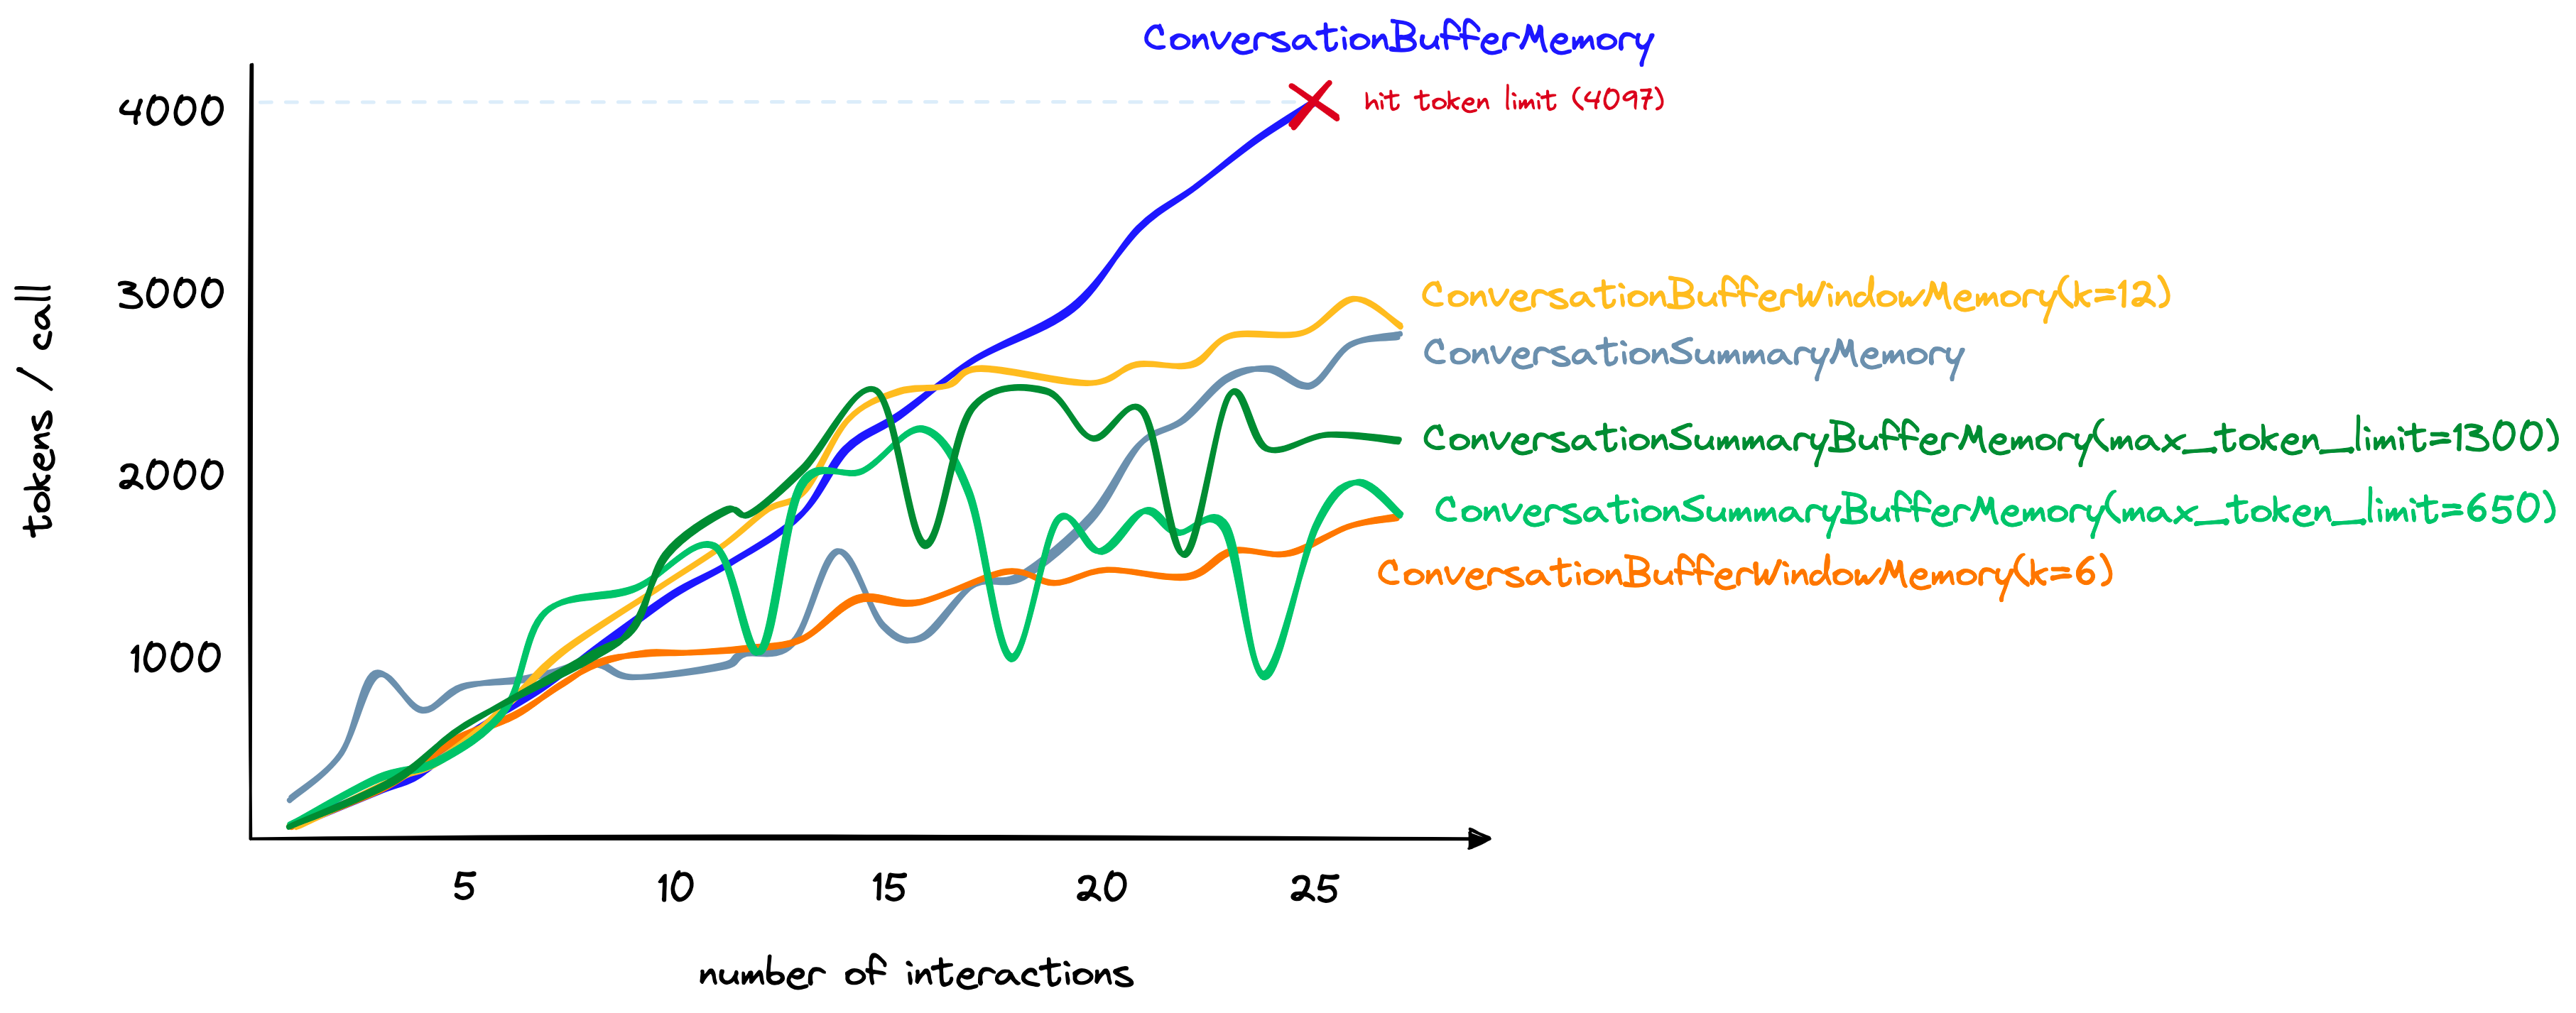 ConversationBufferMemory
hit token limit (4097)
4000
3000
2000
1000
tokens / call
ConversationBufferWindowMemory(k=12)
ConversationSummaryMemory
ConversationSummaryBufferMemory(max_token_limit=1300)
ConversationSummaryBufferMemory(max_token_limit=650)
ConversationBufferWindowMemory(k=6)
5 10 15 20 25
number of interactions